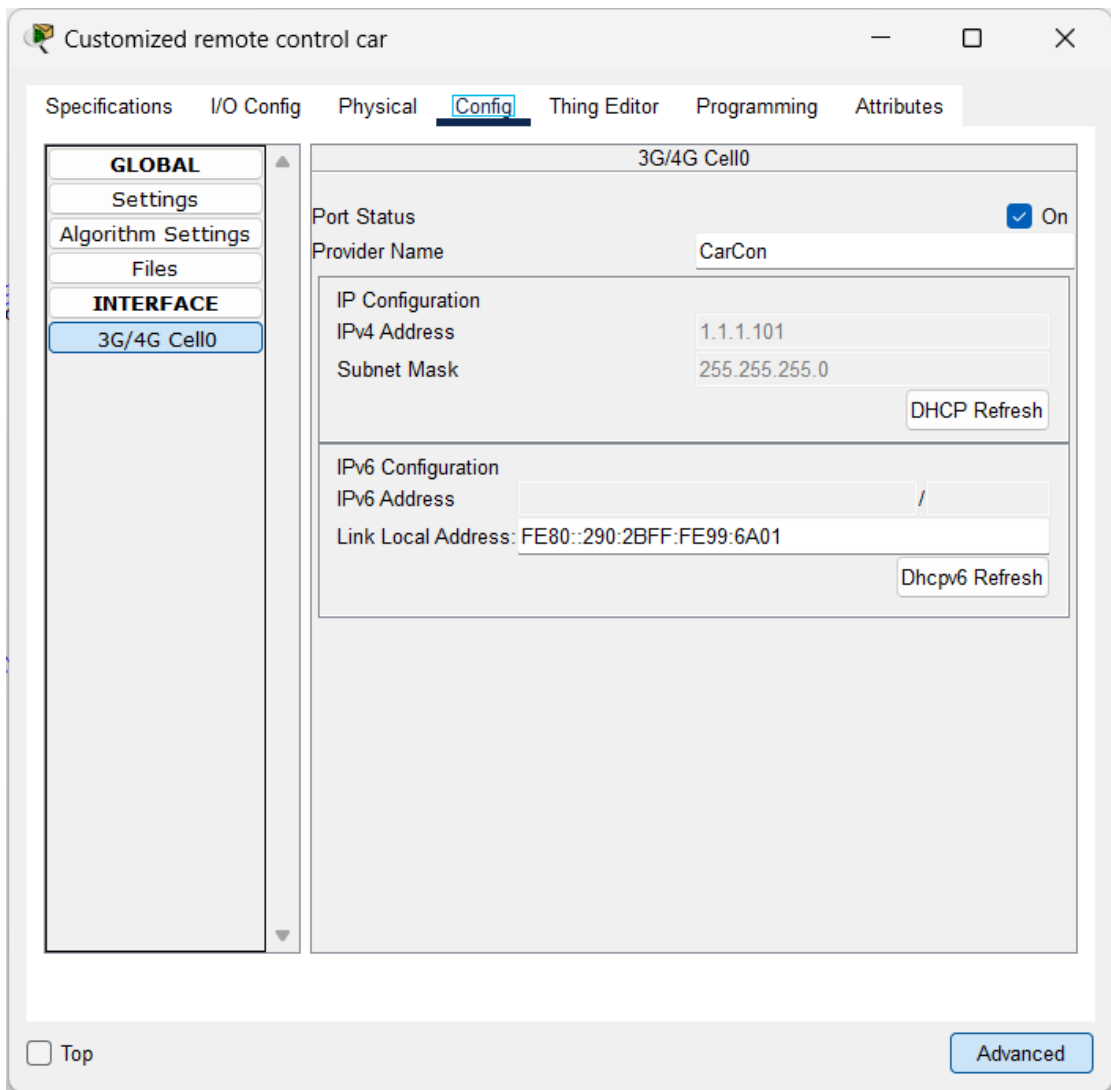 Customized remote control car
Specifications I/O Config Physical Config Thing Editor Programming Attributes
GLOBAL
Settings
Algorithm Settings
Files
INTERFACE
3G/4G Cell0
3G/4G Cell0
Port Status On
Provider Name CarCon
IP Configuration
IPv4 Address 1.1.1.101
Subnet Mask 255.255.255.0
DHCP Refresh
IPv6 Configuration
IPv6 Address /
Link Local Address: FE80::290:2BFF:FE99:6A01
Dhcpv6 Refresh
Top Advanced